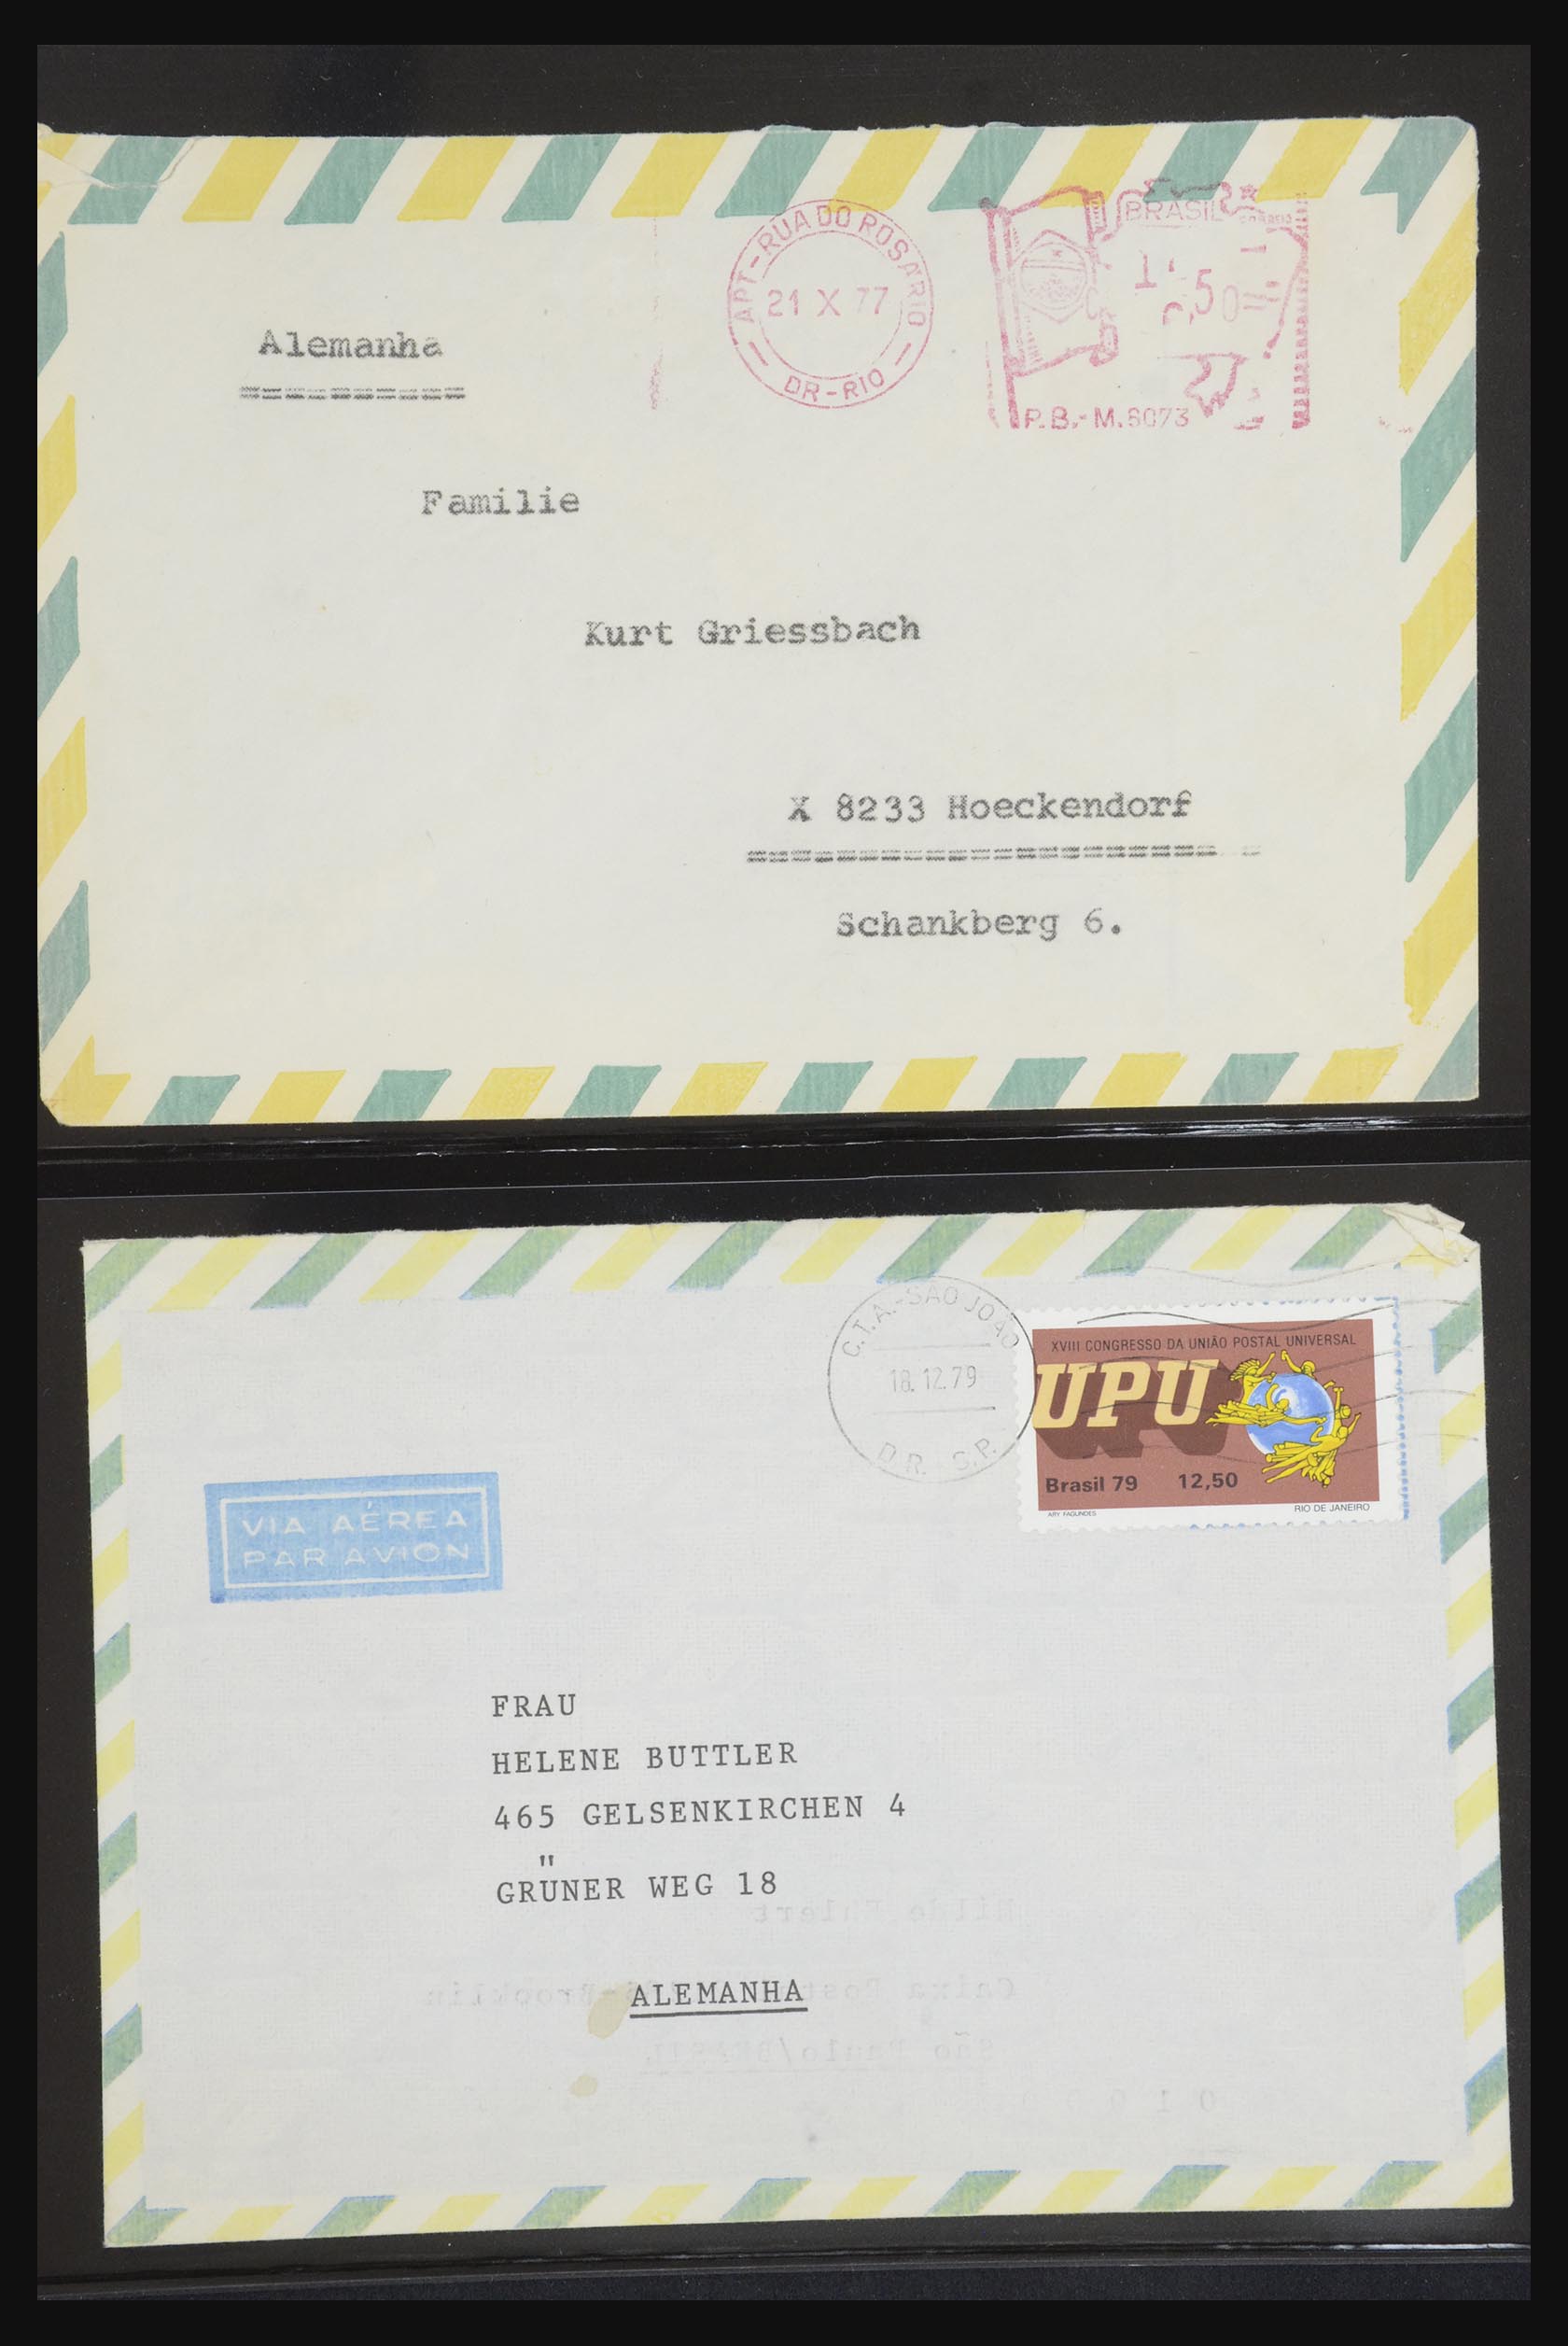 APT-RUA DO ROSARIO
21 X 77
DR-RIO
BRASIL
P.B.-M.6073
Alemanha
Familie
Kurt Griessbach
X 8233 Hoeckendorf
Schankberg 6.
C.T.A.-SÃO JOÃO
18.12.79
D.R. S.P.
XVIII CONGRESSO DA UNIÃO POSTAL UNIVERSAL
UPU
Brasil 79 12,50
ARY FAGUNDES
RIO DE JANEIRO
VIA AÉREA
PAR AVION
FRAU
HELENE BUTTLER
465 GELSENKIRCHEN 4
GRÜNER WEG 18
ALEMANHA